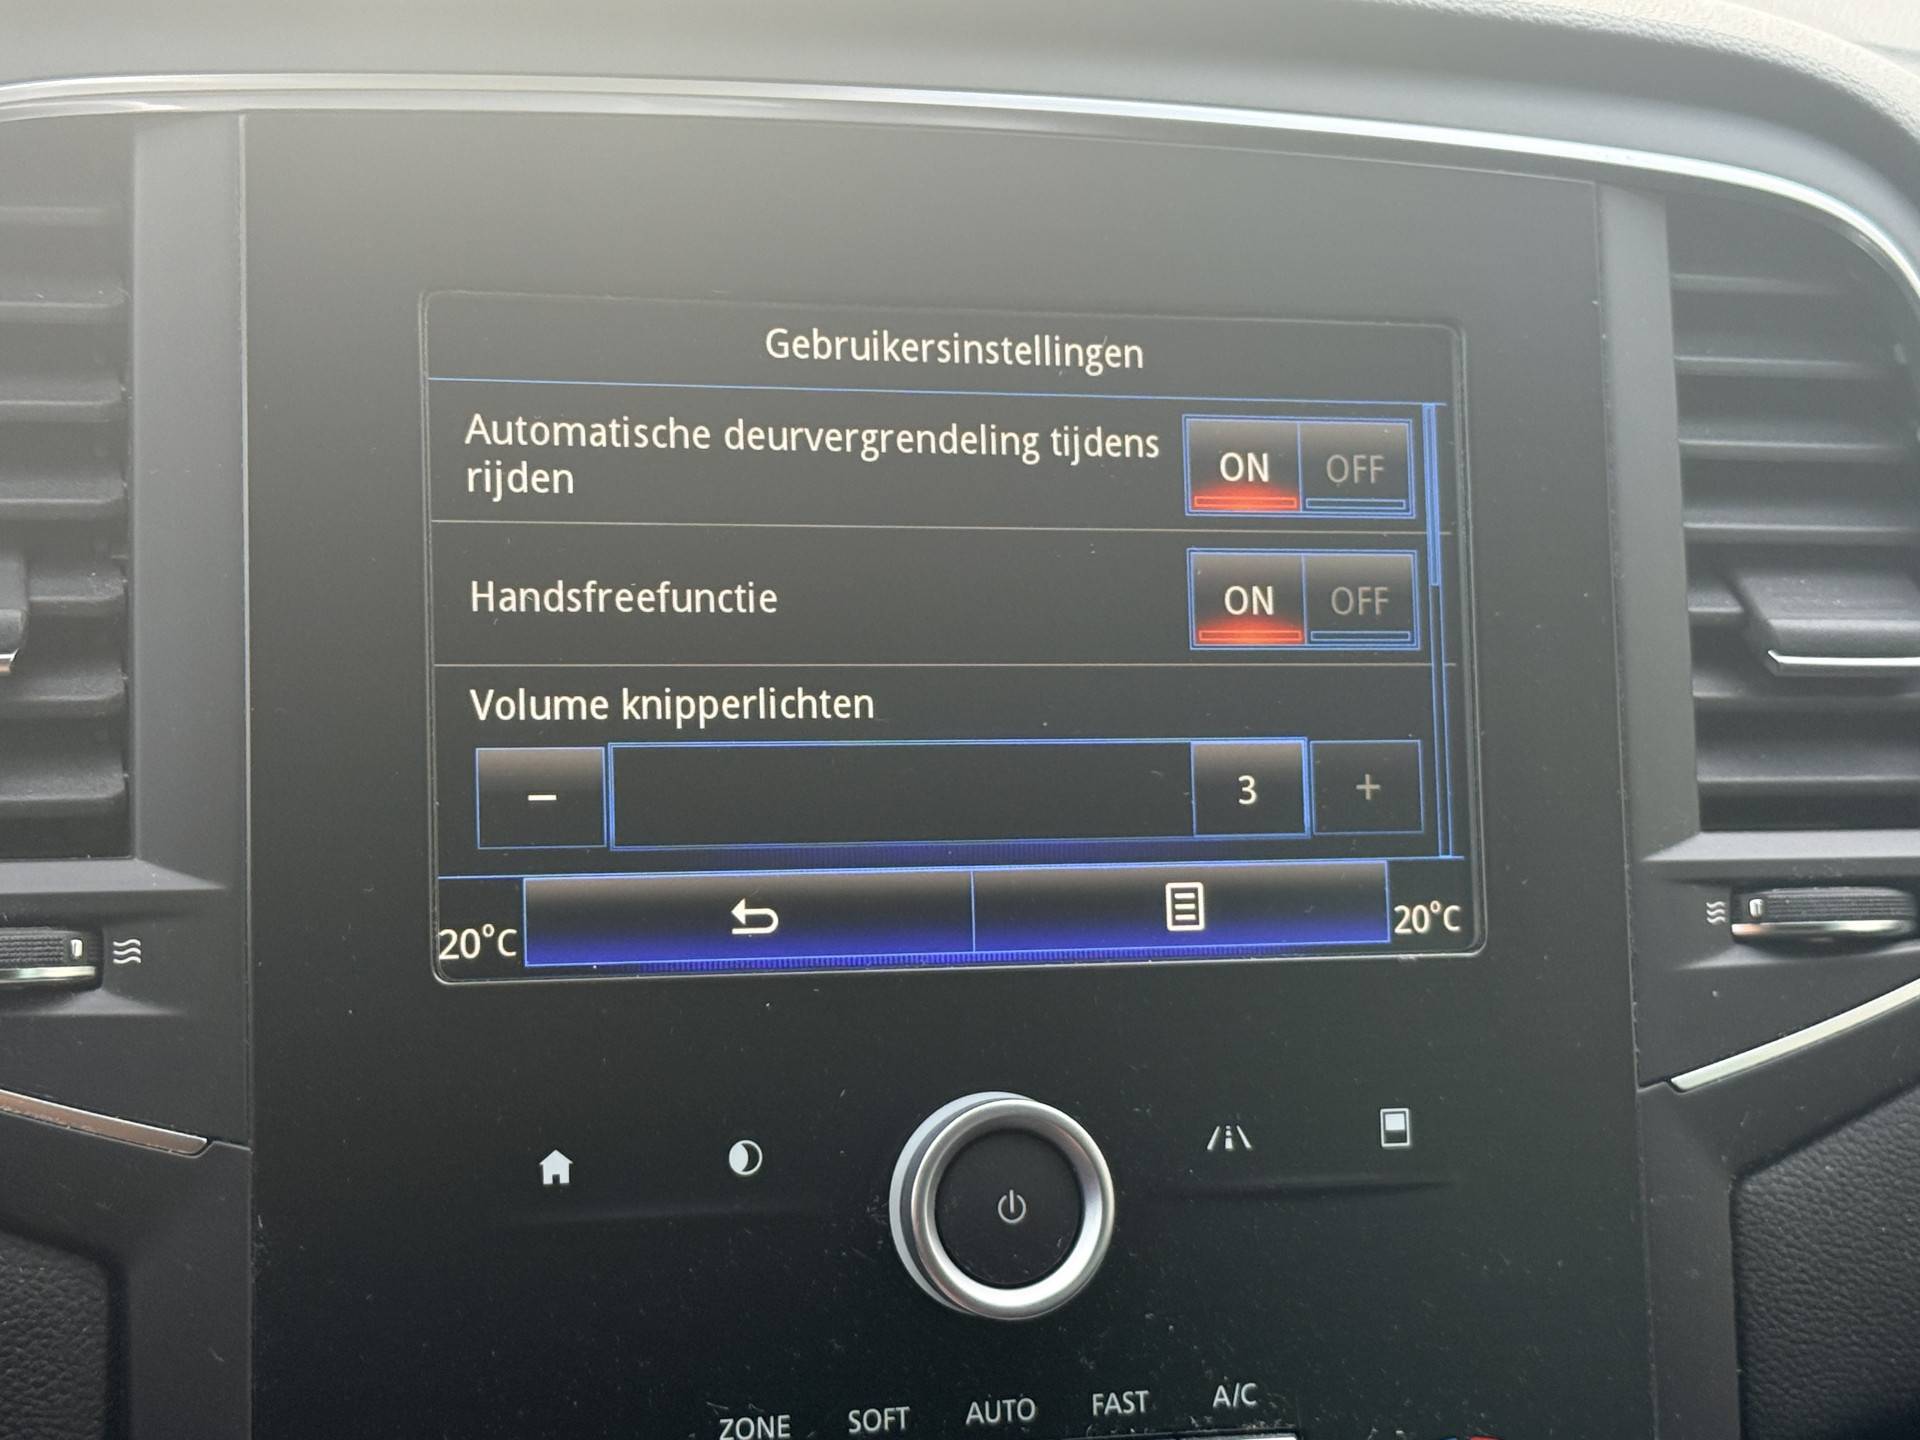 Gebruikersinstellingen
Automatische deurvergrendeling tijdens
rijden
ON OFF
Handsfreefunctie
ON OFF
Volume knipperlichten
− 3 +
20°C
20°C
ZONE SOFT AUTO FAST A/C